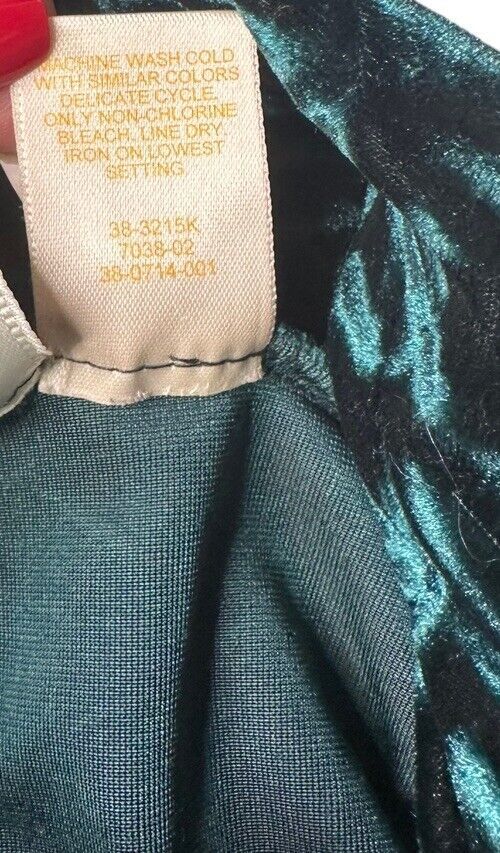 MACHINE WASH COLD
WITH SIMILAR COLORS
DELICATE CYCLE.
ONLY NON-CHLORINE
BLEACH. LINE DRY.
IRON ON LOWEST
SETTING
38-3215K
7038-02
38-0714-001